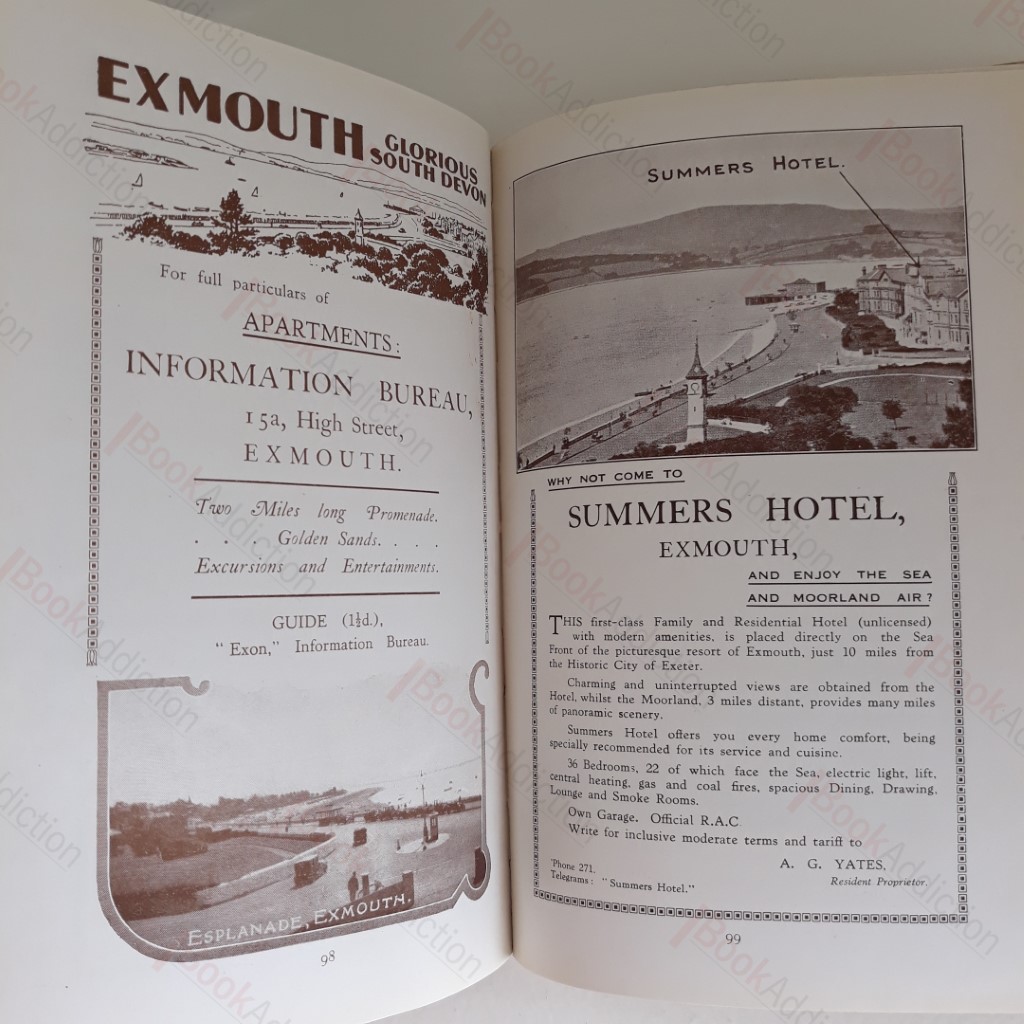 EXMOUTH.
GLORIOUS
SOUTH DEVON
For full particulars of
APARTMENTS:
INFORMATION BUREAU,
15a, High Street,
EXMOUTH.
Two Miles long Promenade.
. . . Golden Sands. . . .
Excursions and Entertainments.
GUIDE (1½d.),
"Exon," Information Bureau.
ESPLANADE, EXMOUTH.
98
SUMMERS HOTEL.
WHY NOT COME TO
SUMMERS HOTEL,
EXMOUTH,
AND ENJOY THE SEA
AND MOORLAND AIR?
THIS first-class Family and Residential Hotel (unlicensed)
with modern amenities, is placed directly on the Sea
Front of the picturesque resort of Exmouth, just 10 miles from
the Historic City of Exeter.
Charming and uninterrupted views are obtained from the
Hotel, whilst the Moorland, 3 miles distant, provides many miles
of panoramic scenery.
Summers Hotel offers you every home comfort, being
specially recommended for its service and cuisine.
36 Bedrooms, 22 of which face the Sea, electric light, lift,
central heating, gas and coal fires, spacious Dining, Drawing,
Lounge and Smoke Rooms.
Own Garage. Official R.A.C
Write for inclusive moderate terms and tariff to
A. G. YATES,
Resident Proprietor.
'Phone 271.
Telegrams: "Summers Hotel."
99
BookAddiction